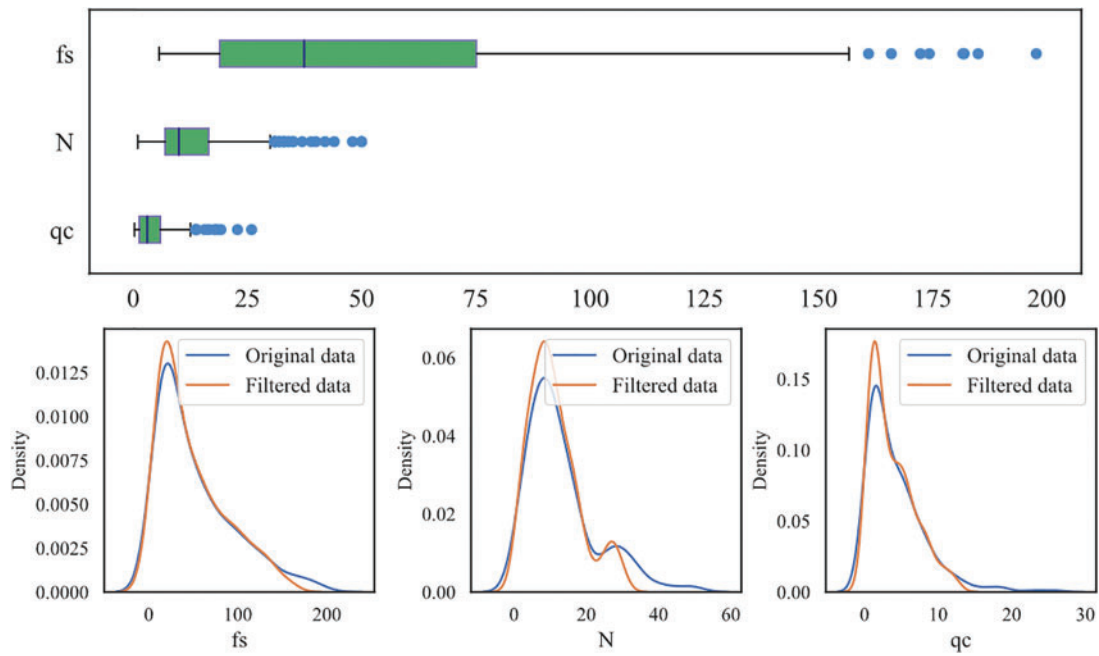 fs
N
qc
0 25 50 75 100 125 150 175 200
Original data
Filtered data
0.0125
0.0100
0.0075
0.0050
0.0025
0.0000
Density
0 100 200
fs
Original data
Filtered data
0.06
0.04
0.02
0.00
Density
0 20 40 60
N
Original data
Filtered data
0.15
0.10
0.05
0.00
Density
0 10 20 30
qc